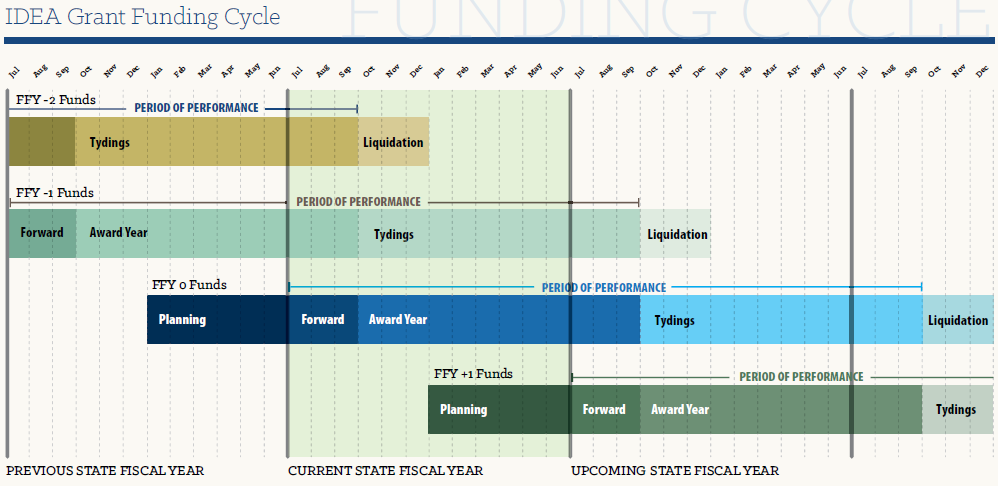 FUNDING CYCLE
IDEA Grant Funding Cycle
Jul Aug Sep Oct Nov Dec Jan Feb Mar Apr May Jun Jul Aug Sep Oct Nov Dec Jan Feb Mar Apr May Jun Jul Aug Sep Oct Nov Dec Jan Feb Mar Apr May Jun Jul Aug Sep Oct Nov Dec
FFY -2 Funds
PERIOD OF PERFORMANCE
Tydings Liquidation
FFY -1 Funds
PERIOD OF PERFORMANCE
Forward Award Year Tydings Liquidation
FFY 0 Funds
PERIOD OF PERFORMANCE
Planning Forward Award Year Tydings Liquidation
FFY +1 Funds
PERIOD OF PERFORMANCE
Planning Forward Award Year Tydings
PREVIOUS STATE FISCAL YEAR CURRENT STATE FISCAL YEAR UPCOMING STATE FISCAL YEAR